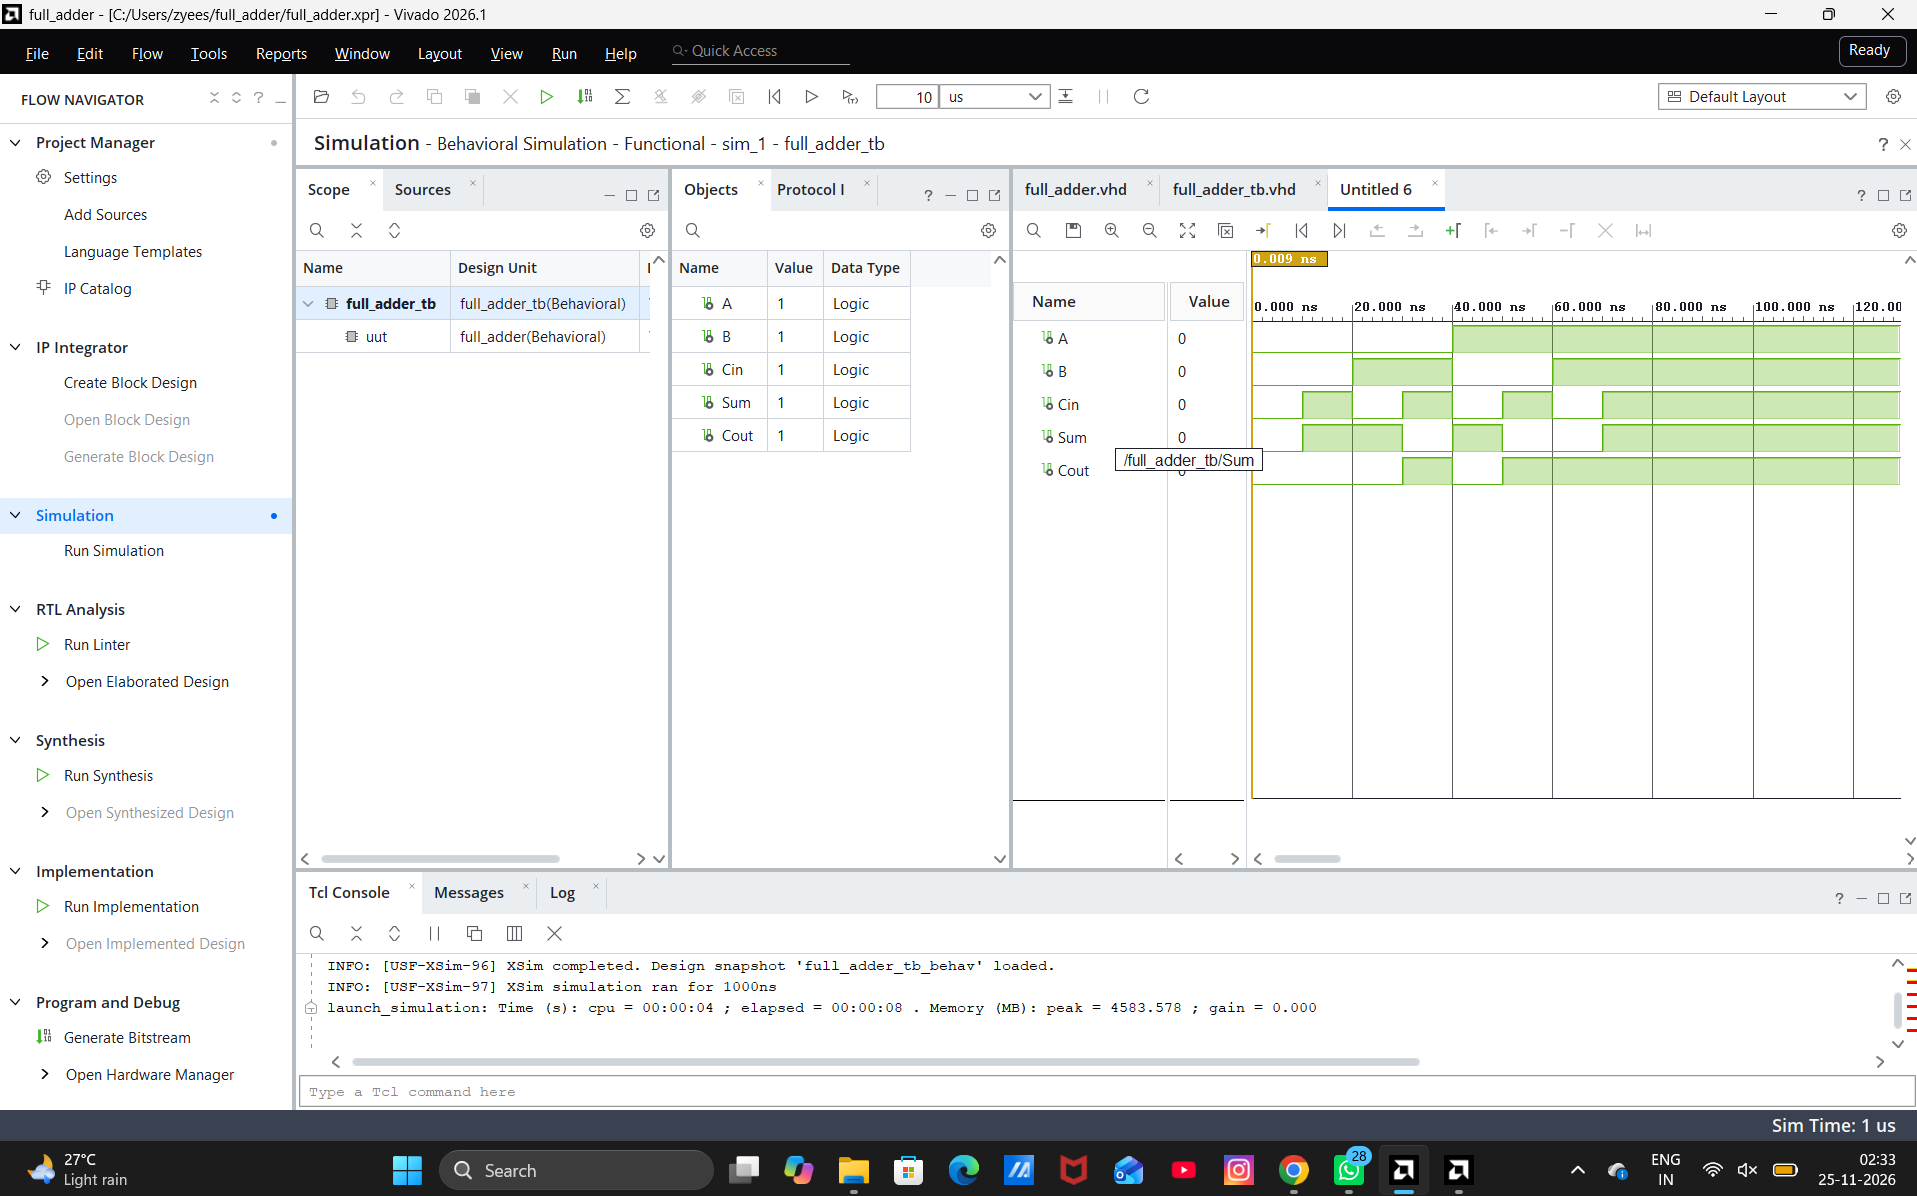 full_adder - [C:/Users/zyees/full_adder/full_adder.xpr] - Vivado 2026.1
File Edit Flow Tools Reports Window Layout View Run Help Quick Access Ready
FLOW NAVIGATOR
10 us Default Layout
Project Manager
Settings
Add Sources
Language Templates
IP Catalog
IP Integrator
Create Block Design
Open Block Design
Generate Block Design
Simulation
Run Simulation
RTL Analysis
Run Linter
Open Elaborated Design
Synthesis
Run Synthesis
Open Synthesized Design
Implementation
Run Implementation
Open Implemented Design
Program and Debug
Generate Bitstream
Open Hardware Manager
Simulation - Behavioral Simulation - Functional - sim_1 - full_adder_tb
Scope Sources
Name Design Unit
full_adder_tb full_adder_tb(Behavioral)
uut full_adder(Behavioral)
Objects Protocol I
Name Value Data Type
A 1 Logic
B 1 Logic
Cin 1 Logic
Sum 1 Logic
Cout 1 Logic
full_adder.vhd full_adder_tb.vhd Untitled 6
0.009 ns
Name Value
0.000 ns 20.000 ns 40.000 ns 60.000 ns 80.000 ns 100.000 ns 120.00
A 0
B 0
Cin 0
Sum 0
/full_adder_tb/Sum
Cout 0
Tcl Console Messages Log
INFO: [USF-XSim-96] XSim completed. Design snapshot 'full_adder_tb_behav' loaded.
INFO: [USF-XSim-97] XSim simulation ran for 1000ns
launch_simulation: Time (s): cpu = 00:00:04 ; elapsed = 00:00:08 . Memory (MB): peak = 4583.578 ; gain = 0.000
Type a Tcl command here
Sim Time: 1 us
27°C
Light rain
Search
28
ENG
IN
02:33
25-11-2026